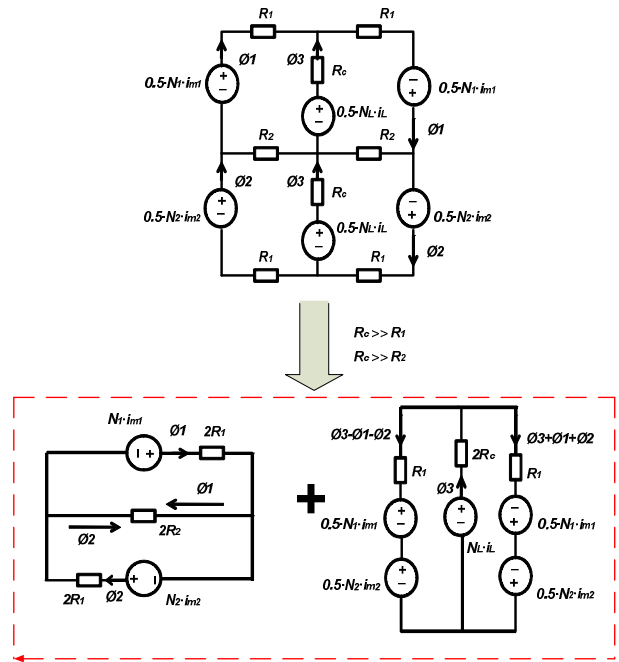 R1 R1
Ø1 Ø3
Rc
0.5·N1·im1 0.5·N1·im1
0.5·NL·iL
Ø1
R2 R2
Ø2 Ø3
Rc
0.5·N2·im2 0.5·N2·im2
0.5·NL·iL
R1 R1 Ø2
Rc >> R1
Rc >> R2
N1·im1
Ø1 2R1
Ø1
Ø2 2R2
2R1 Ø2 N2·im2
+
Ø3-Ø1-Ø2 Ø3+Ø1+Ø2
R1 2Rc R1
Ø3
0.5·N1·im1 NL·iL 0.5·N1·im1
0.5·N2·im2 0.5·N2·im2